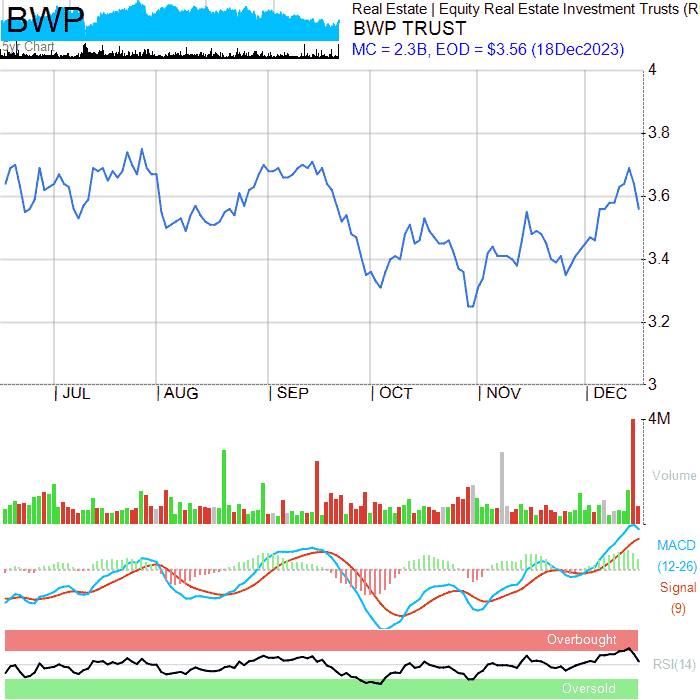 BWP
5yr Chart
Real Estate | Equity Real Estate Investment Trusts (R
BWP TRUST
MC = 2.3B, EOD = $3.56 (18Dec2023)
4
3.8
3.6
3.4
3.2
3
| JUL | AUG | SEP | OCT | NOV | DEC
4M
Volume
MACD
(12-26)
Signal
(9)
Overbought
RSI(14)
Oversold